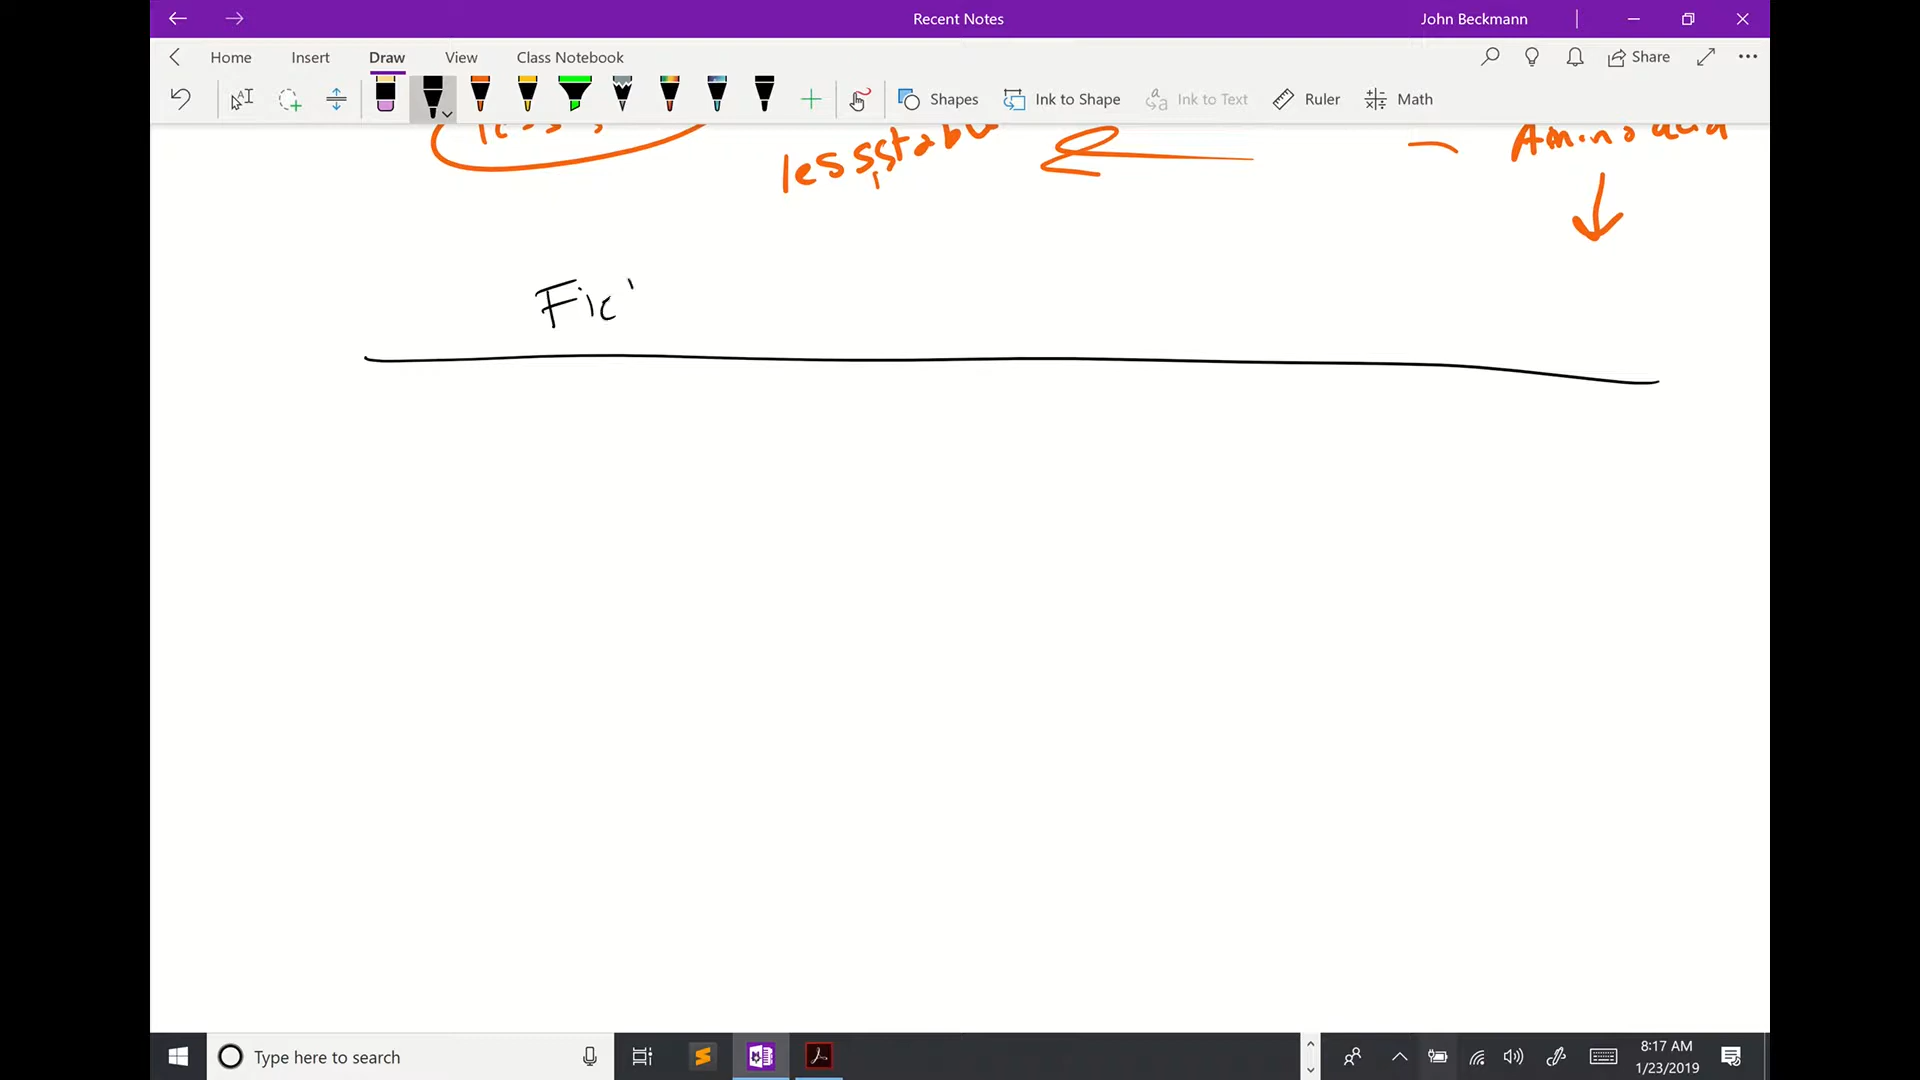 Recent Notes
John Beckmann
Home Insert Draw View Class Notebook
Share
Shapes Ink to Shape Ink to Text Ruler Math
less stable
Amino acid
Fic'
Type here to search
8:17 AM
1/23/2019